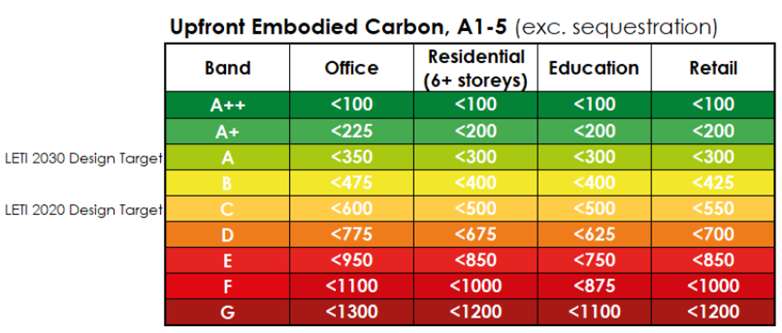 Upfront Embodied Carbon, A1-5 (exc. sequestration)
Band Office Residential (6+ storeys) Education Retail
A++ <100 <100 <100 <100
A+ <225 <200 <200 <200
LETI 2030 Design Target A <350 <300 <300 <300
B <475 <400 <400 <425
LETI 2020 Design Target C <600 <500 <500 <550
D <775 <675 <625 <700
E <950 <850 <750 <850
F <1100 <1000 <875 <1000
G <1300 <1200 <1100 <1200